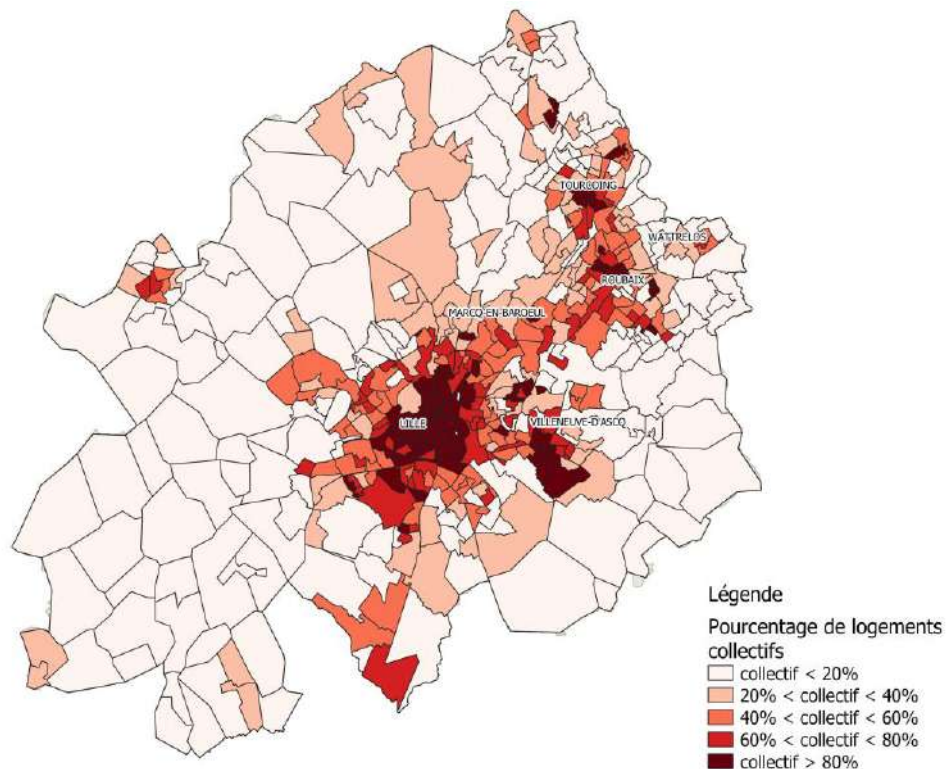 TOURCOING
WATTRELOS
ROUBAIX
MARCQ-EN-BAROEUL
LILLE
VILLENEUVE-D'ASCQ
Légende
Pourcentage de logements
collectifs
collectif < 20%
20% < collectif < 40%
40% < collectif < 60%
60% < collectif < 80%
collectif > 80%